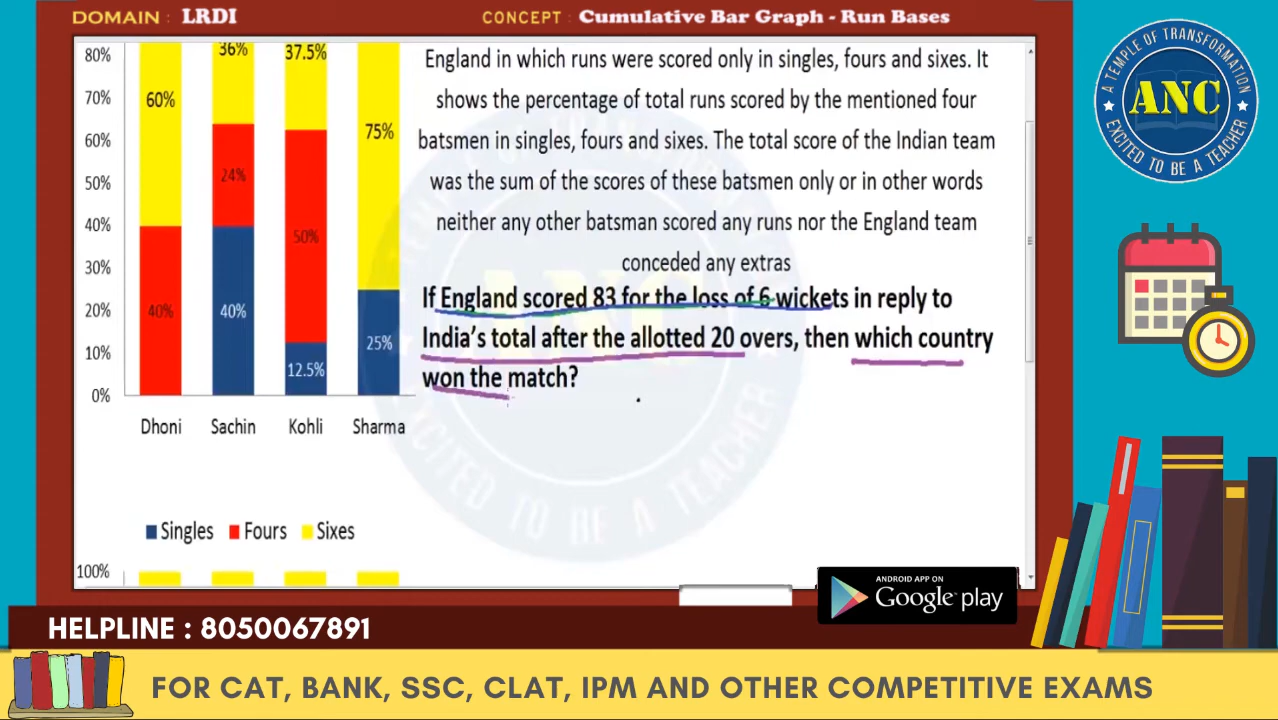 DOMAIN : LRDI
CONCEPT : Cumulative Bar Graph - Run Bases
80%
70%
60%
50%
40%
30%
20%
10%
0%
60%
40%
36%
24%
40%
37.5%
50%
12.5%
75%
25%
Dhoni Sachin Kohli Sharma
Singles Fours Sixes
100%
England in which runs were scored only in singles, fours and sixes. It
shows the percentage of total runs scored by the mentioned four
batsmen in singles, fours and sixes. The total score of the Indian team
was the sum of the scores of these batsmen only or in other words
neither any other batsman scored any runs nor the England team
conceded any extras
If England scored 83 for the loss of 6 wickets in reply to
India's total after the allotted 20 overs, then which country
won the match?
A TEMPLE OF TRANSFORMATION
ANC
EXCITED TO BE A TEACHER
ANDROID APP ON
Google play
HELPLINE : 8050067891
FOR CAT, BANK, SSC, CLAT, IPM AND OTHER COMPETITIVE EXAMS